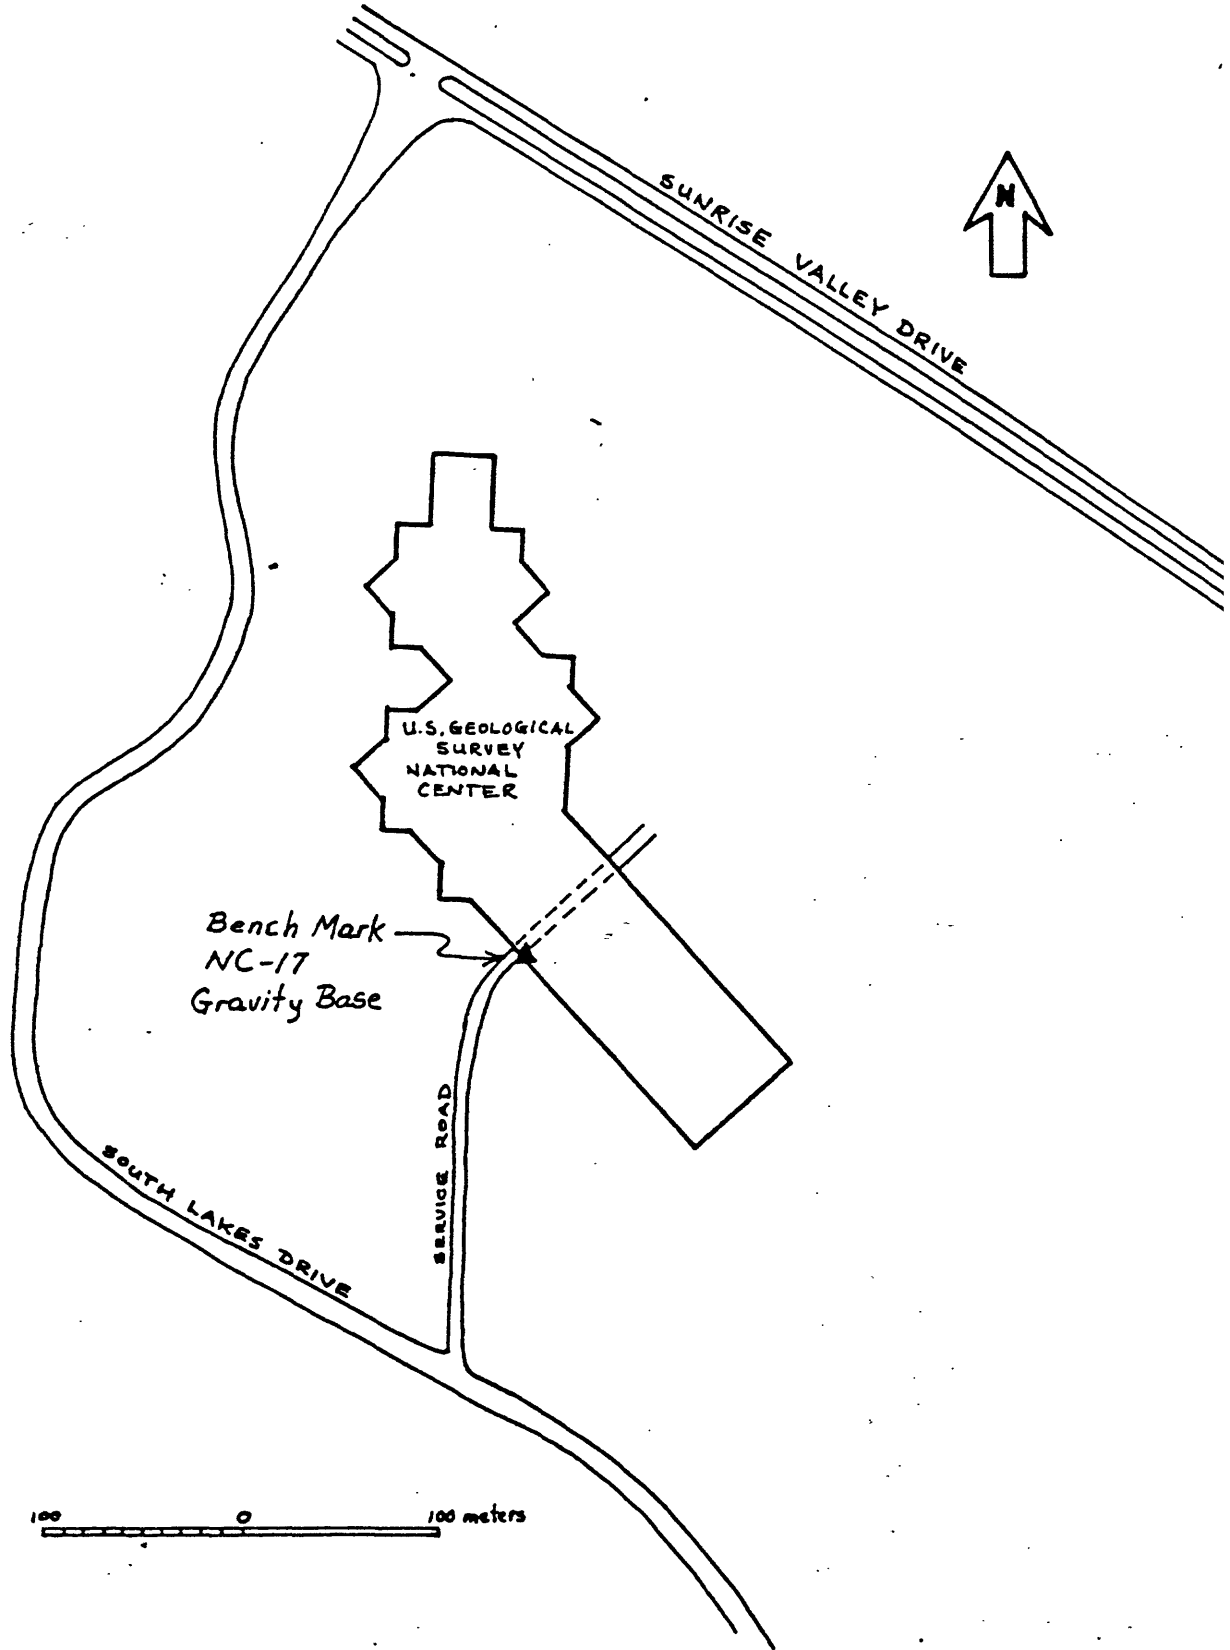 SUNRISE VALLEY DRIVE
N
U.S. GEOLOGICAL
SURVEY
NATIONAL
CENTER
Bench Mark
NC-17
Gravity Base
SERVICE ROAD
SOUTH LAKES DRIVE
100 0 100 meters